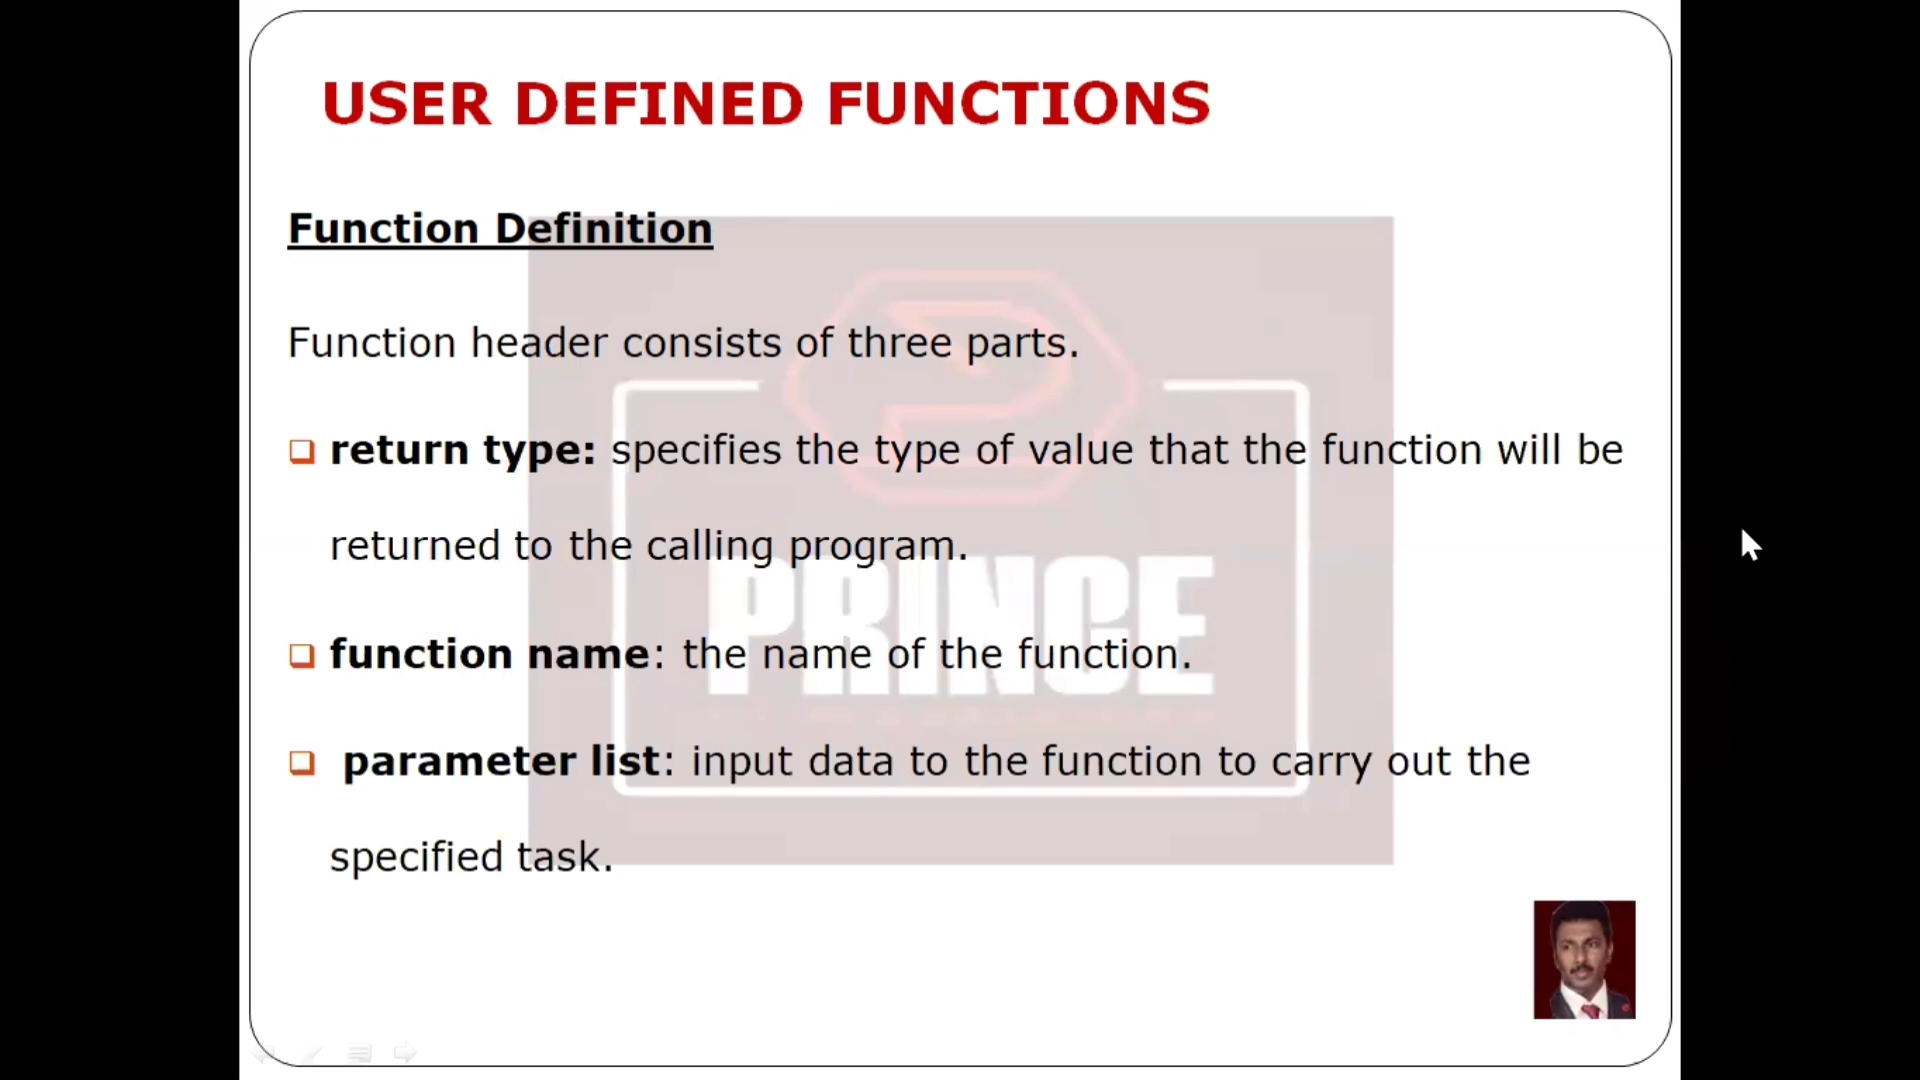 USER DEFINED FUNCTIONS
Function Definition
Function header consists of three parts.
return type: specifies the type of value that the function will be
returned to the calling program.
PRINCE
function name: the name of the function.
parameter list: input data to the function to carry out the
specified task.